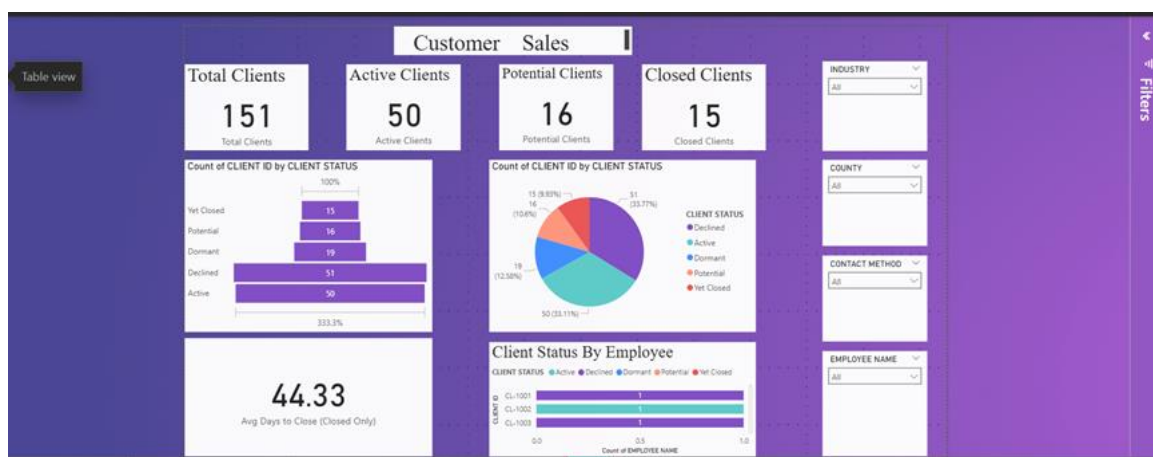 Customer Sales
Table view
Total Clients
151
Total Clients
Active Clients
50
Active Clients
Potential Clients
16
Potential Clients
Closed Clients
15
Closed Clients
INDUSTRY
All
Filters
Count of CLIENT ID by CLIENT STATUS
100%
Yet Closed 15
Potential 16
Dormant 19
Declined 51
Active 50
333.3%
Count of CLIENT ID by CLIENT STATUS
15 (9.93%)
16
(10.6%)
19
(12.58%)
50 (33.11%)
51
(33.77%)
CLIENT STATUS
Declined
Active
Dormant
Potential
Yet Closed
COUNTY
All
CONTACT METHOD
All
44.33
Avg Days to Close (Closed Only)
Client Status By Employee
CLIENT STATUS Active Declined Dormant Potential Yet Closed
CLIENT ID
CL-1001 1
CL-1002 1
CL-1003 1
0.0 0.5 1.0
Count of EMPLOYEE NAME
EMPLOYEE NAME
All